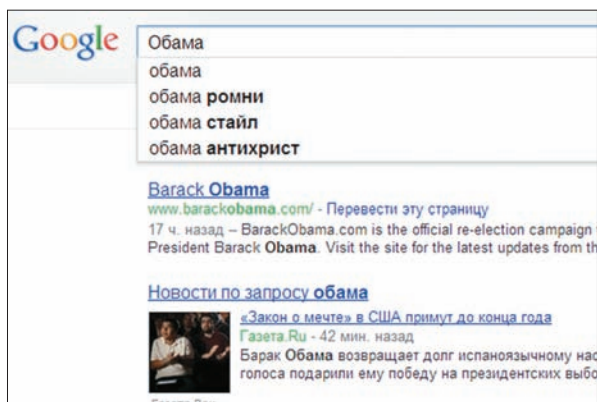 Google
Обама
обама
обама ромни
обама стайл
обама антихрист
Barack Obama
www.barackobama.com/ - Перевести эту страницу
17 ч. назад – BarackObama.com is the official re-election campaign
President Barack Obama. Visit the site for the latest updates from th
Новости по запросу обама
«Закон о мечте» в США примут до конца года
Газета.Ru - 42 мин. назад
Барак Обама возвращает долг испаноязычному нас
голоса подарили ему победу на президентских выбо